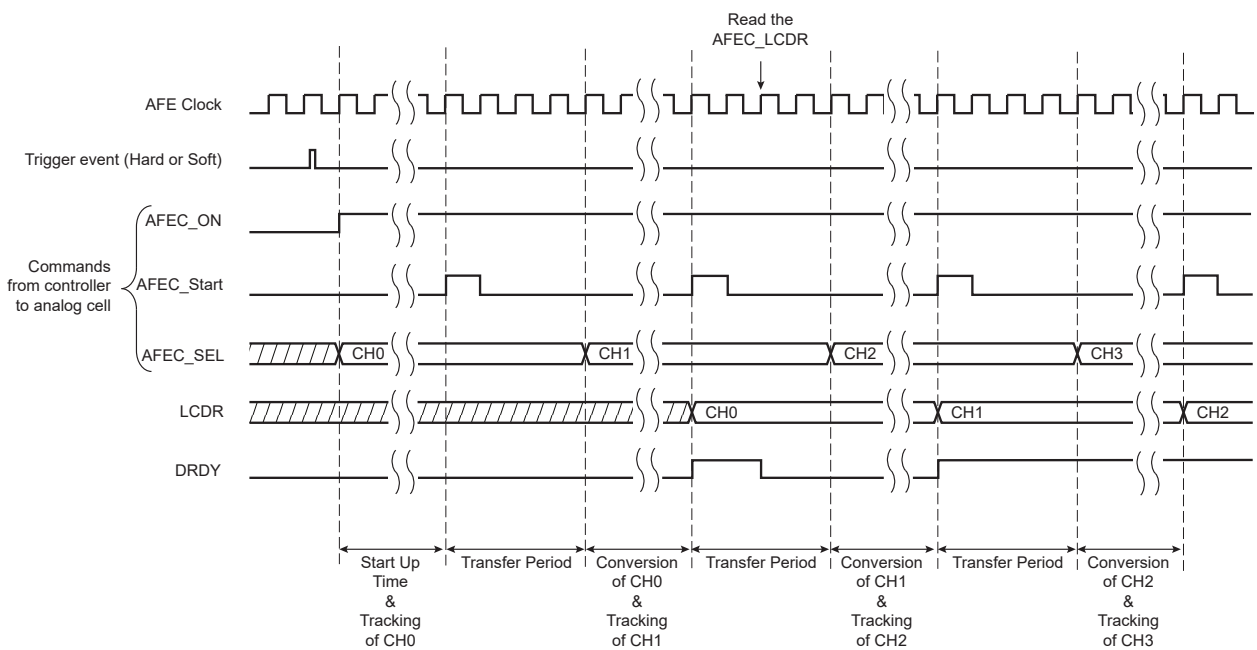 Read the
AFEC_LCDR
AFE Clock
Trigger event (Hard or Soft)
AFEC_ON
Commands
from controller
to analog cell
AFEC_Start
AFEC_SEL
CH0
CH1
CH2
CH3
LCDR
CH0
CH1
CH2
DRDY
Start Up
Time
&
Tracking
of CH0
Transfer Period
Conversion
of CH0
&
Tracking
of CH1
Transfer Period
Conversion
of CH1
&
Tracking
of CH2
Transfer Period
Conversion
of CH2
&
Tracking
of CH3